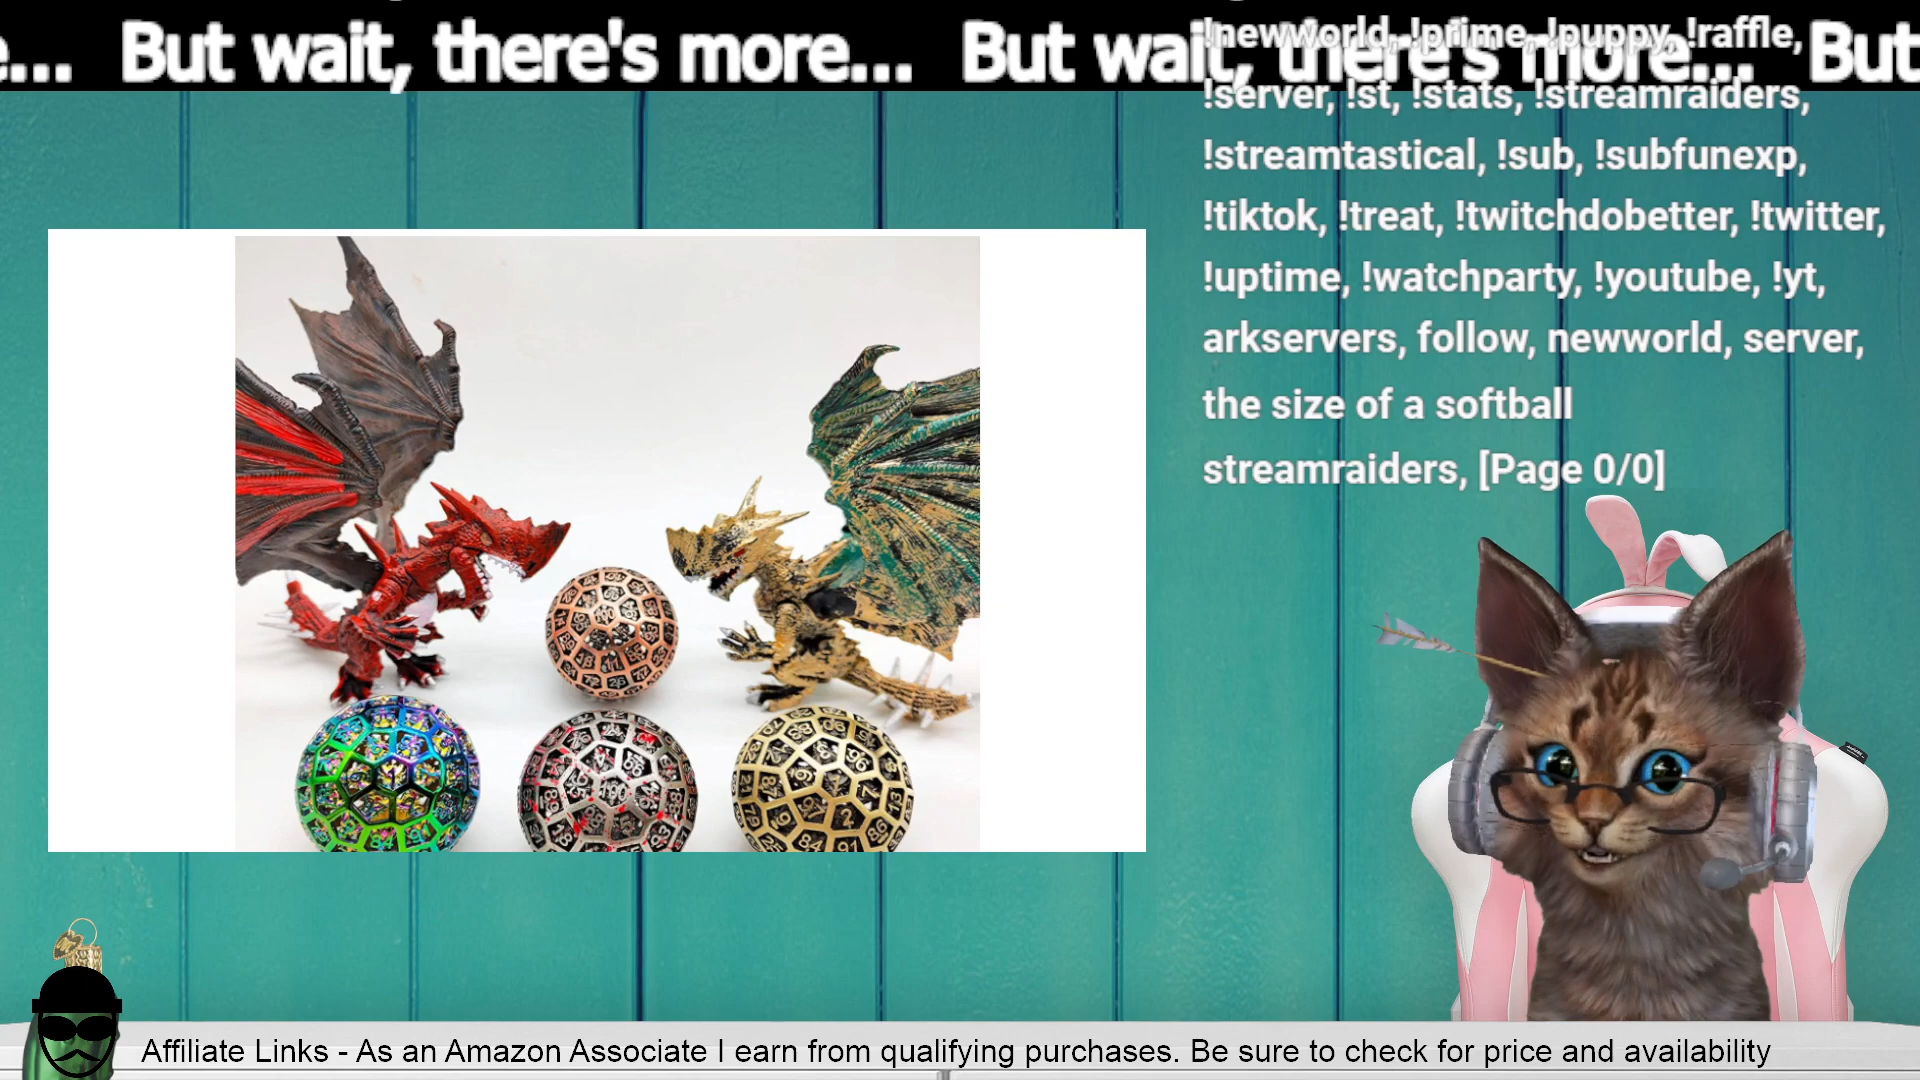 e... But wait, there's more... But wait, there's more... But
!newworld, !prime, !puppy, !raffle,
!server, !st, !stats, !streamraiders,
!streamtastical, !sub, !subfunexp,
!tiktok, !treat, !twitchdobetter, !twitter,
!uptime, !watchparty, !youtube, !yt,
arkservers, follow, newworld, server,
the size of a softball
streamraiders, [Page 0/0]
Affiliate Links - As an Amazon Associate I earn from qualifying purchases. Be sure to check for price and availability